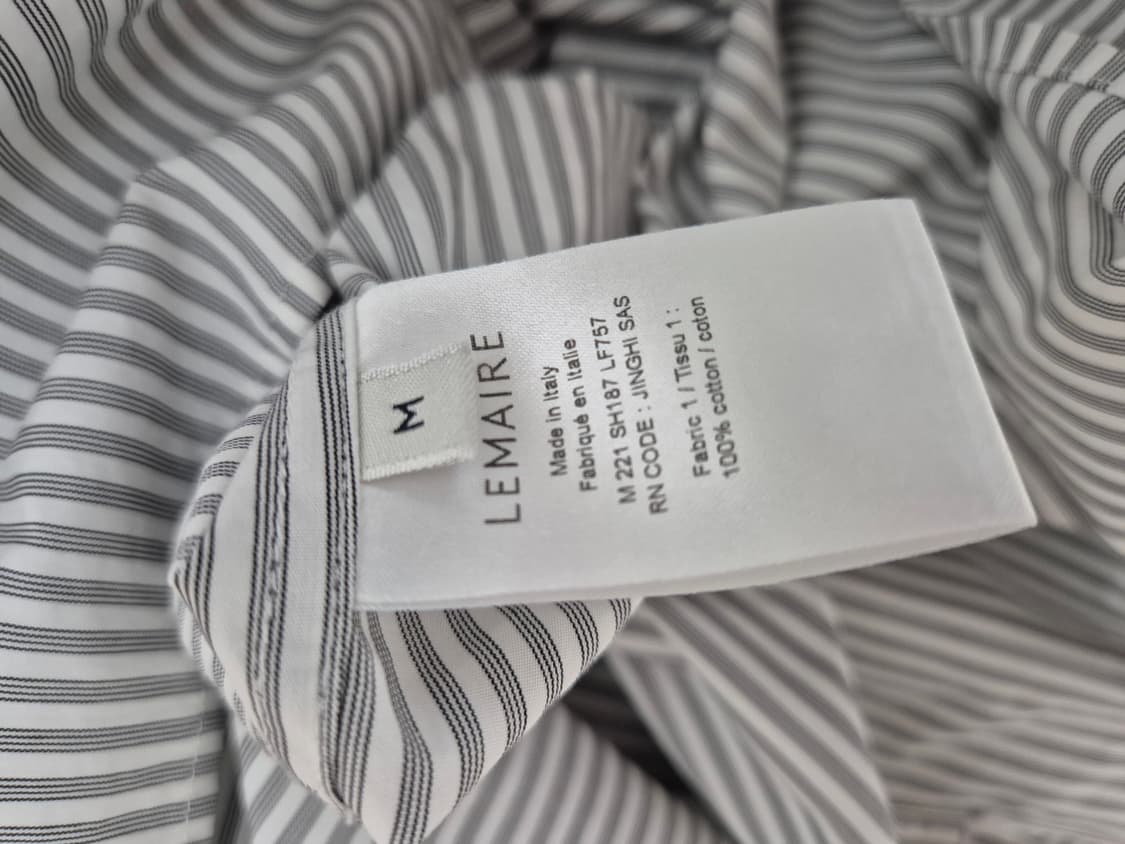 M
LEMAIRE
Made in Italy
Fabriqué en Italie
M 221 SH187 LF757
RN CODE : JINGHI SAS
Fabric 1 / Tissu 1 :
100% cotton / coton